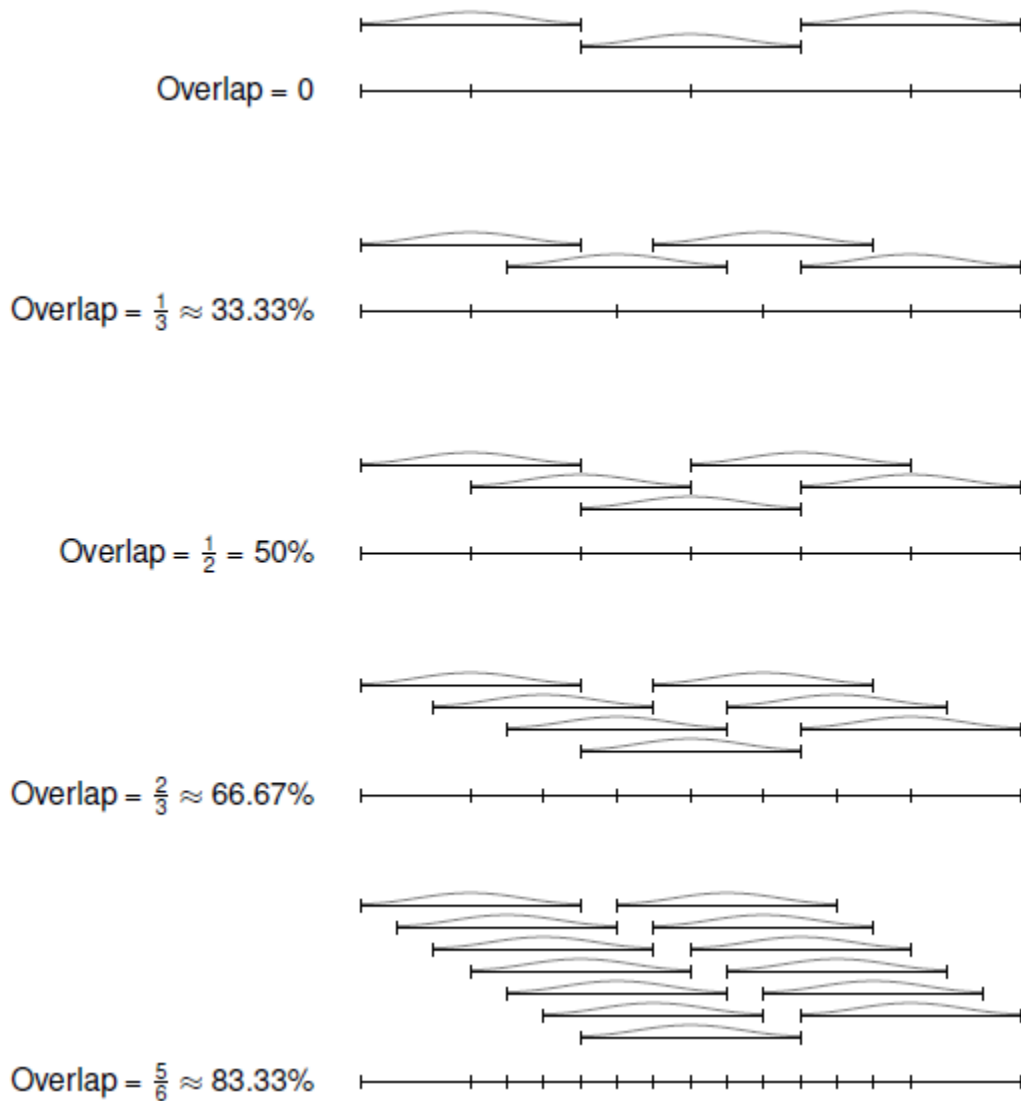 Overlap = 0
Overlap = 1/3 ≈ 33.33%
Overlap = 1/2 = 50%
Overlap = 2/3 ≈ 66.67%
Overlap = 5/6 ≈ 83.33%